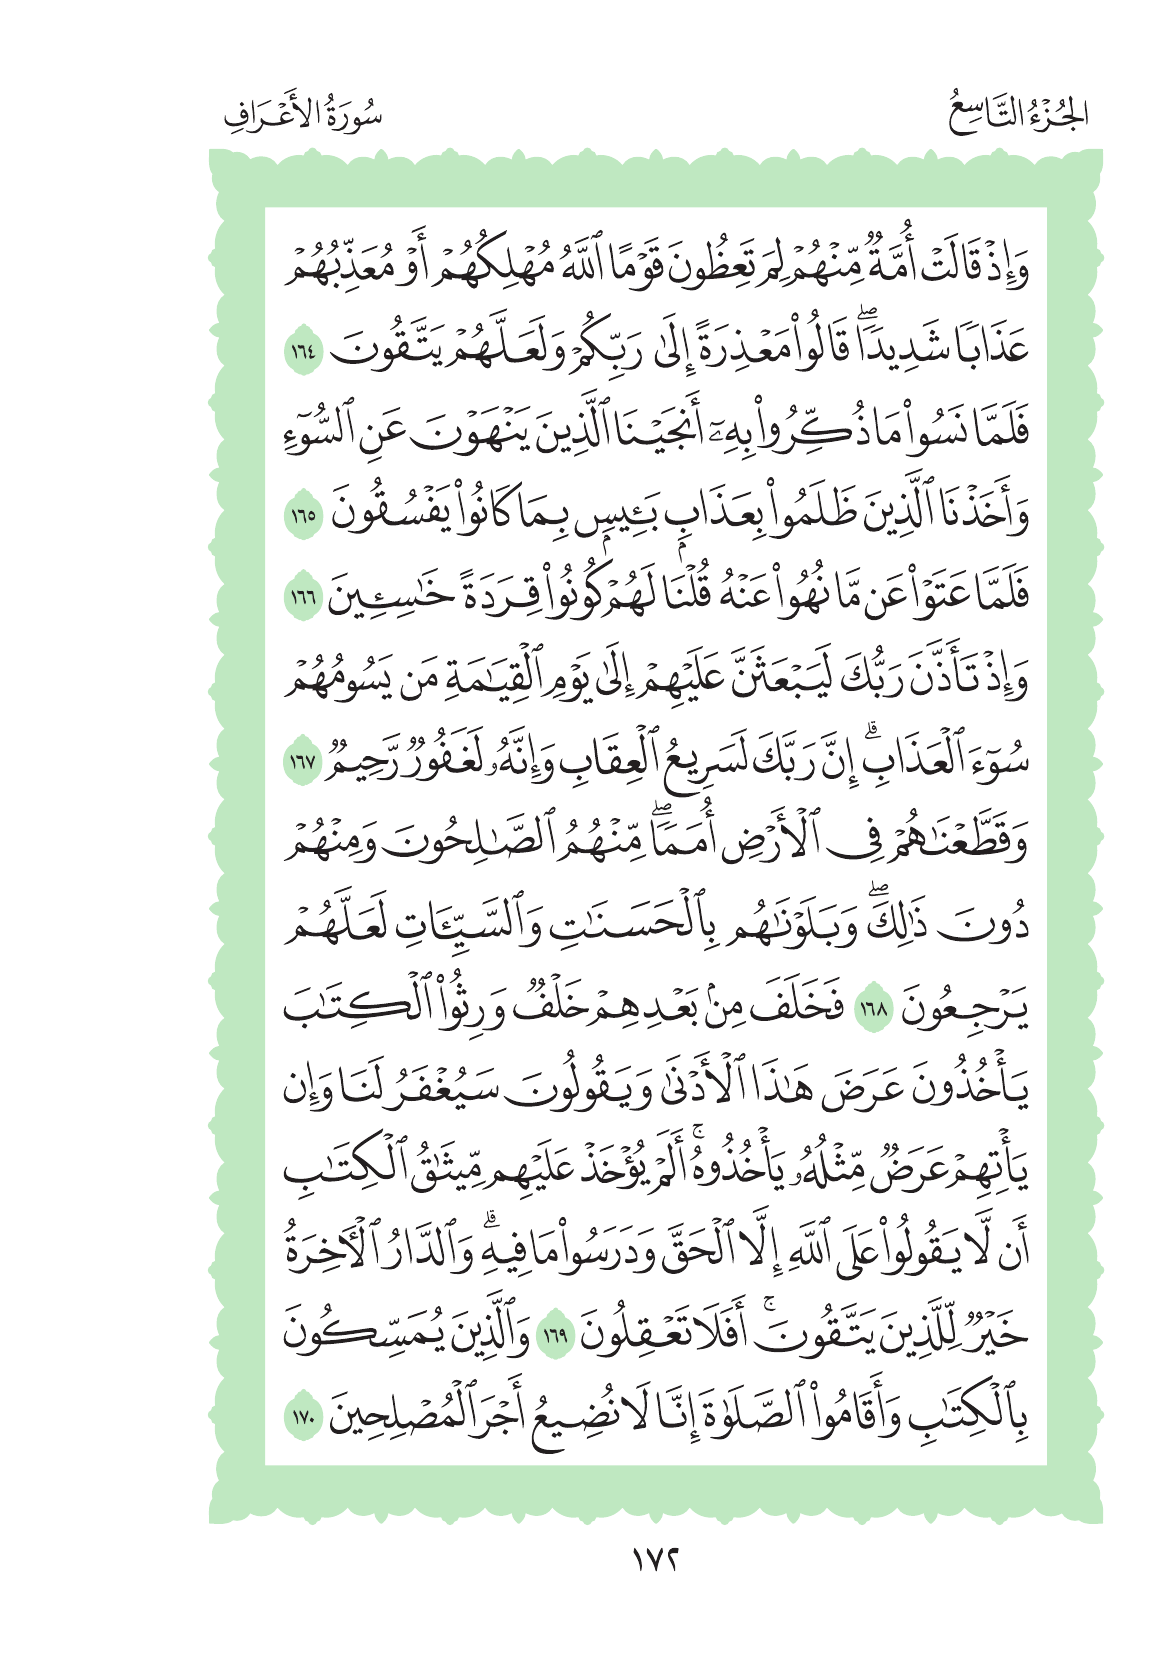 الجُزْءُ التَّاسِعُ
سُورَةُ الأَعْرَافِ
وَإِذۡ قَالَتۡ أُمَّةٞ مِّنۡهُمۡ لِمَ تَعِظُونَ قَوۡمًا ٱللَّهُ مُهۡلِكُهُمۡ أَوۡ مُعَذِّبُهُمۡ
عَذَابٗا شَدِيدٗاۖ قَالُواْ مَعۡذِرَةً إِلَىٰ رَبِّكُمۡ وَلَعَلَّهُمۡ يَتَّقُونَ ١٦٤
فَلَمَّا نَسُواْ مَا ذُكِّرُواْ بِهِۦٓ أَنجَيۡنَا ٱلَّذِينَ يَنۡهَوۡنَ عَنِ ٱلسُّوٓءِ
وَأَخَذۡنَا ٱلَّذِينَ ظَلَمُواْ بِعَذَابِۭ بَـِٔيسِۭ بِمَا كَانُواْ يَفۡسُقُونَ ١٦٥
فَلَمَّا عَتَوۡاْ عَن مَّا نُهُواْ عَنۡهُ قُلۡنَا لَهُمۡ كُونُواْ قِرَدَةً خَٰسِـِٔينَ ١٦٦
وَإِذۡ تَأَذَّنَ رَبُّكَ لَيَبۡعَثَنَّ عَلَيۡهِمۡ إِلَىٰ يَوۡمِ ٱلۡقِيَٰمَةِ مَن يَسُومُهُمۡ
سُوٓءَ ٱلۡعَذَابِۗ إِنَّ رَبَّكَ لَسَرِيعُ ٱلۡعِقَابِ وَإِنَّهُۥ لَغَفُورٞ رَّحِيمٞ ١٦٧
وَقَطَّعۡنَٰهُمۡ فِي ٱلۡأَرۡضِ أُمَمٗاۖ مِّنۡهُمُ ٱلصَّٰلِحُونَ وَمِنۡهُمۡ
دُونَ ذَٰلِكَۖ وَبَلَوۡنَٰهُم بِٱلۡحَسَنَٰتِ وَٱلسَّيِّـَٔاتِ لَعَلَّهُمۡ
يَرۡجِعُونَ ١٦٨ فَخَلَفَ مِنۢ بَعۡدِهِمۡ خَلۡفٞ وَرِثُواْ ٱلۡكِتَٰبَ
يَأۡخُذُونَ عَرَضَ هَٰذَا ٱلۡأَدۡنَىٰ وَيَقُولُونَ سَيُغۡفَرُ لَنَا وَإِن
يَأۡتِهِمۡ عَرَضٞ مِّثۡلُهُۥ يَأۡخُذُوهُۚ أَلَمۡ يُؤۡخَذۡ عَلَيۡهِم مِّيثَٰقُ ٱلۡكِتَٰبِ
أَن لَّا يَقُولُواْ عَلَى ٱللَّهِ إِلَّا ٱلۡحَقَّ وَدَرَسُواْ مَا فِيهِۗ وَٱلدَّارُ ٱلۡأٓخِرَةُ
خَيۡرٞ لِّلَّذِينَ يَتَّقُونَۚ أَفَلَا تَعۡقِلُونَ ١٦٩ وَٱلَّذِينَ يُمَسِّكُونَ
بِٱلۡكِتَٰبِ وَأَقَامُواْ ٱلصَّلَوٰةَ إِنَّا لَا نُضِيعُ أَجۡرَ ٱلۡمُصۡلِحِينَ ١٧٠
١٧٢